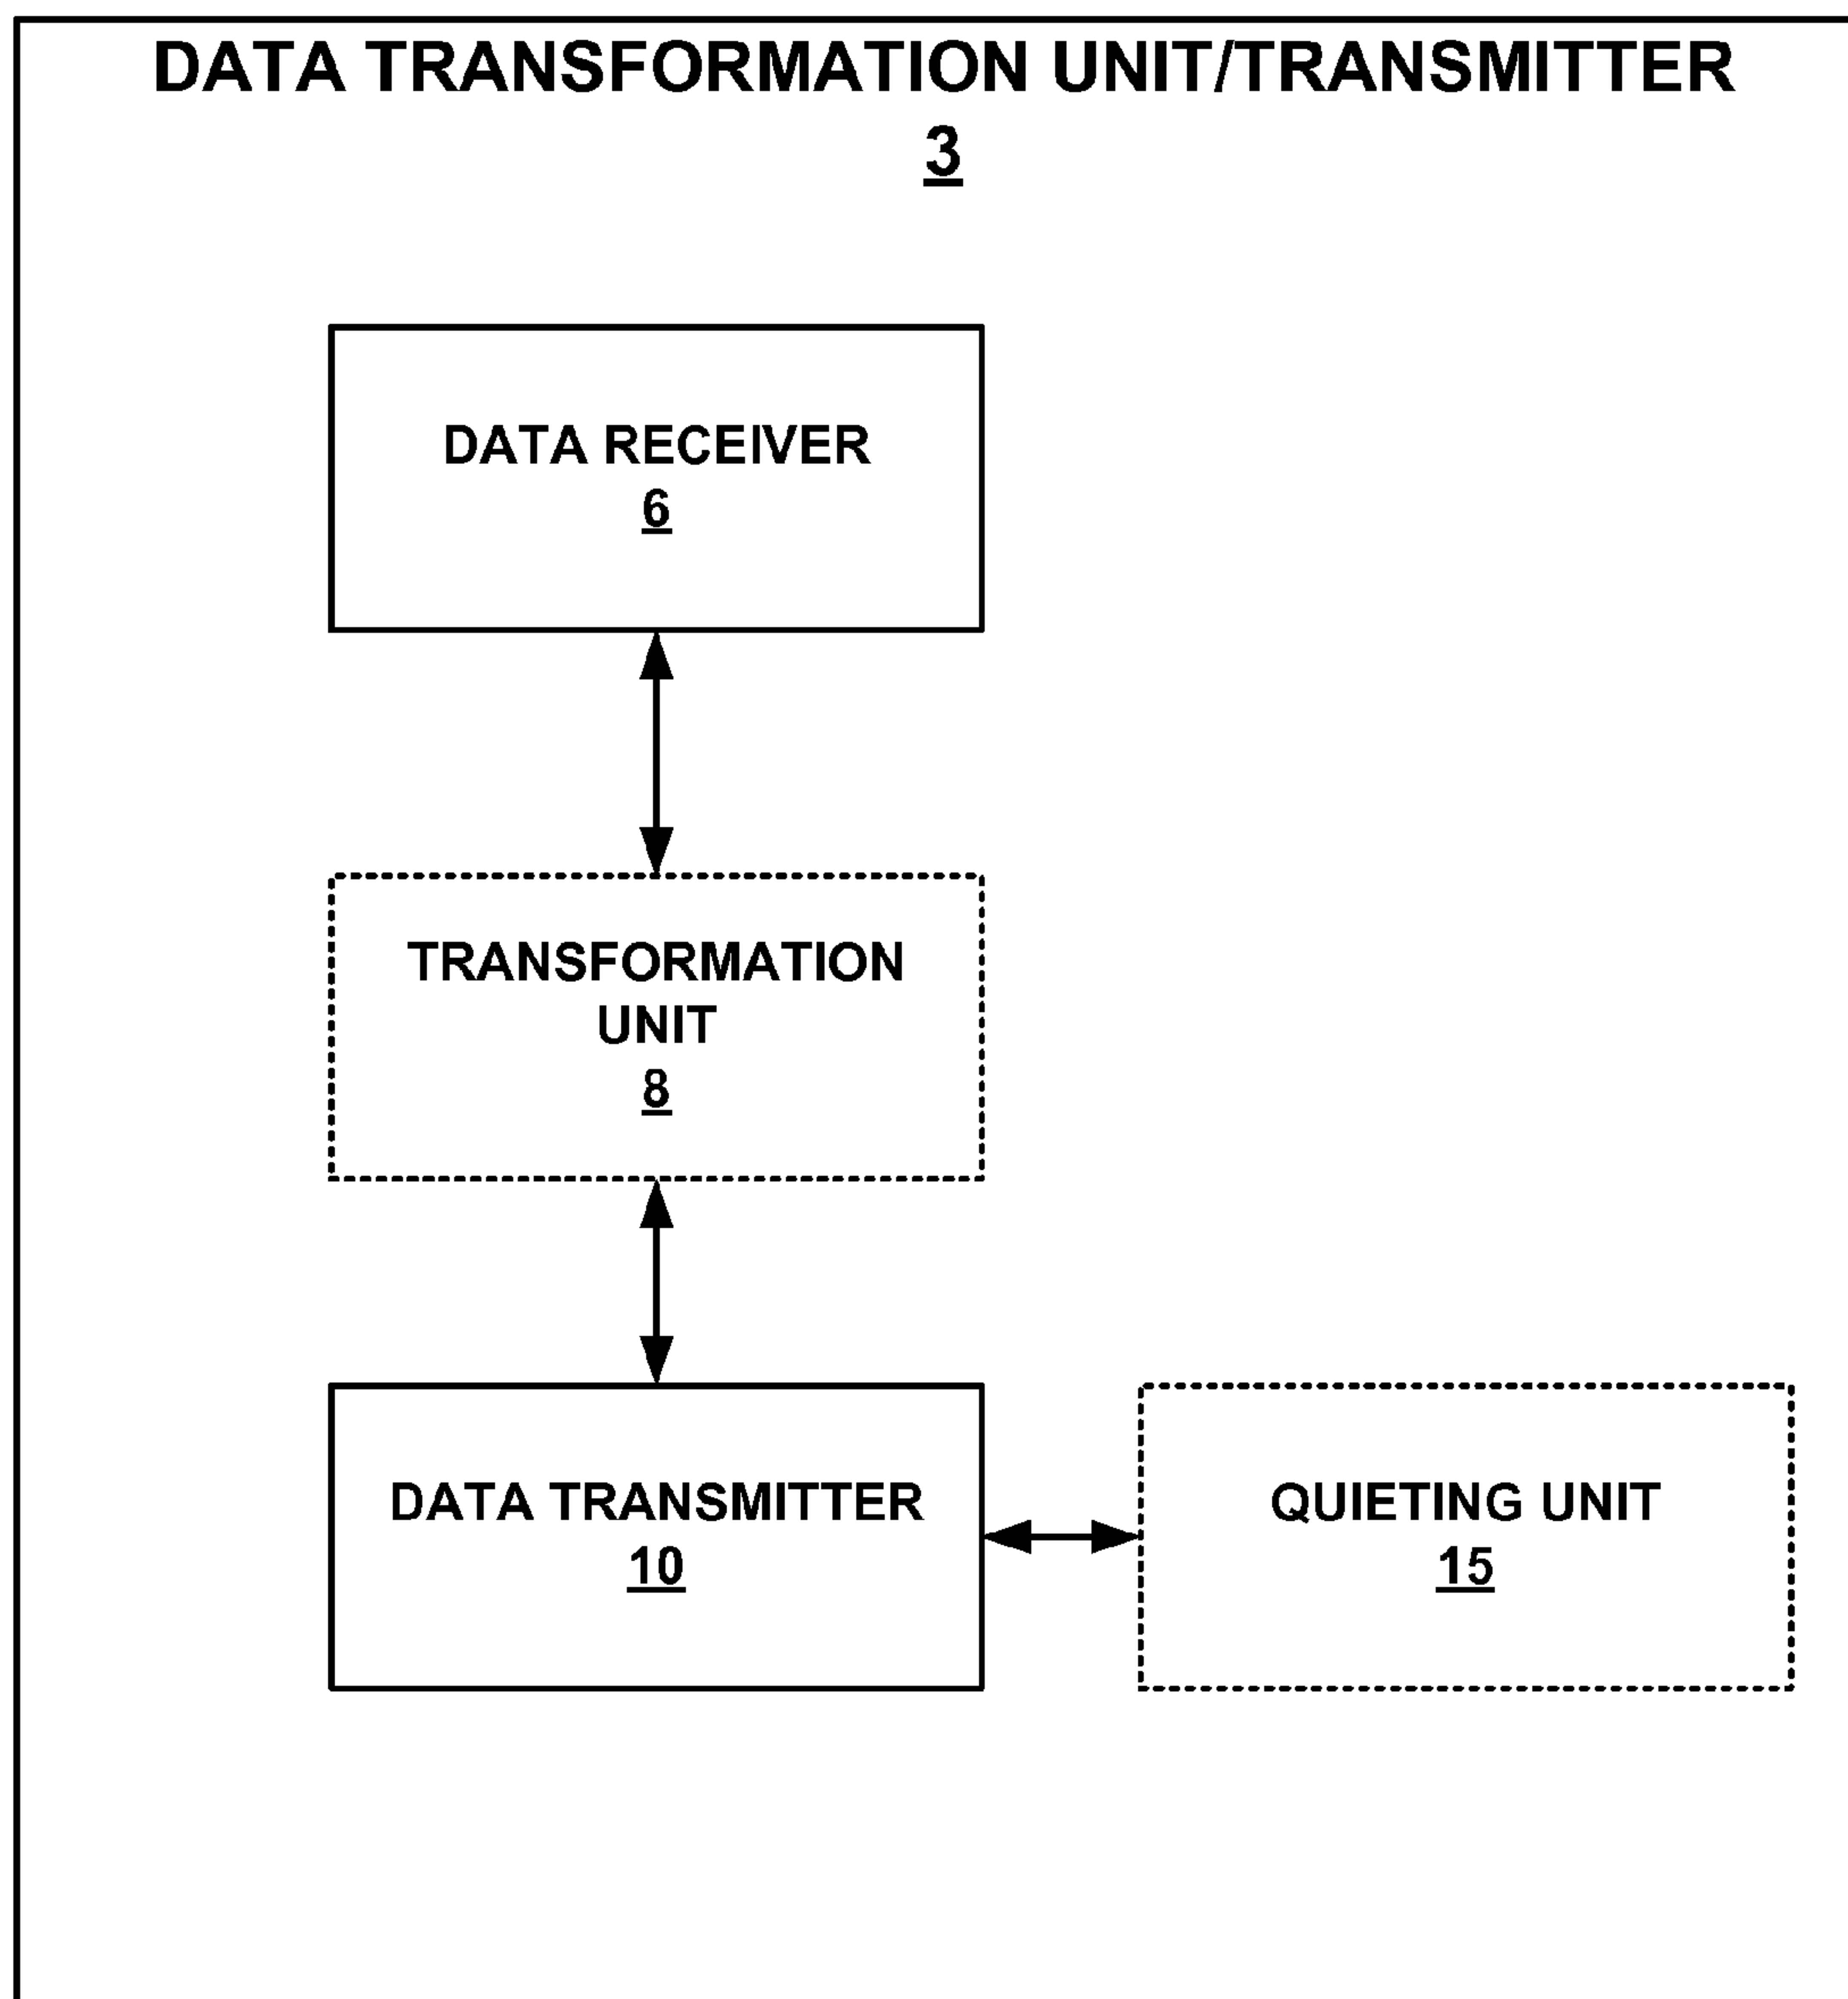 DATA TRANSFORMATION UNIT/TRANSMITTER
3
DATA RECEIVER
6
TRANSFORMATION
UNIT
8
DATA TRANSMITTER
10
QUIETING UNIT
15